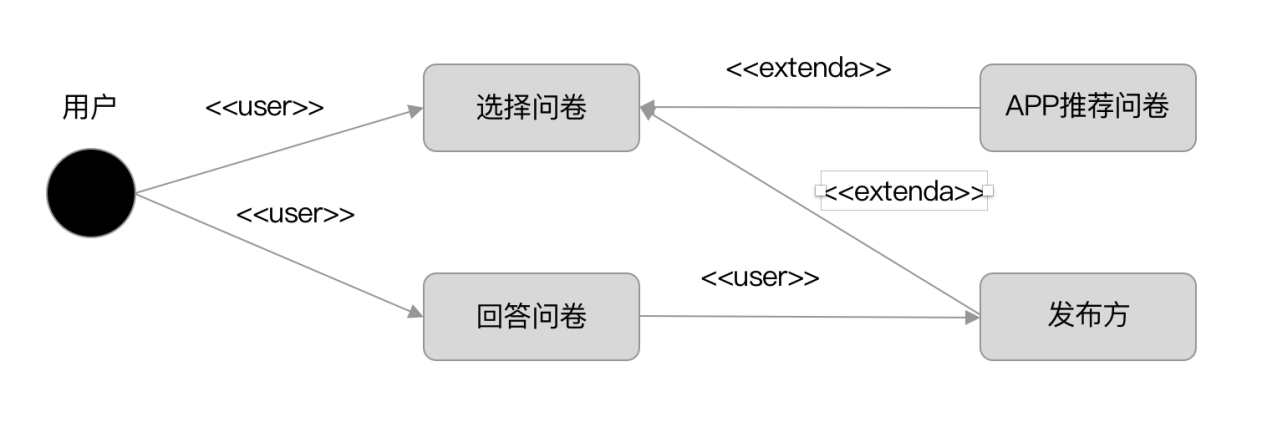 用户
<<user>>
选择问卷
<<extenda>>
APP推荐问卷
<<extenda>>
<<user>>
回答问卷
<<user>>
发布方